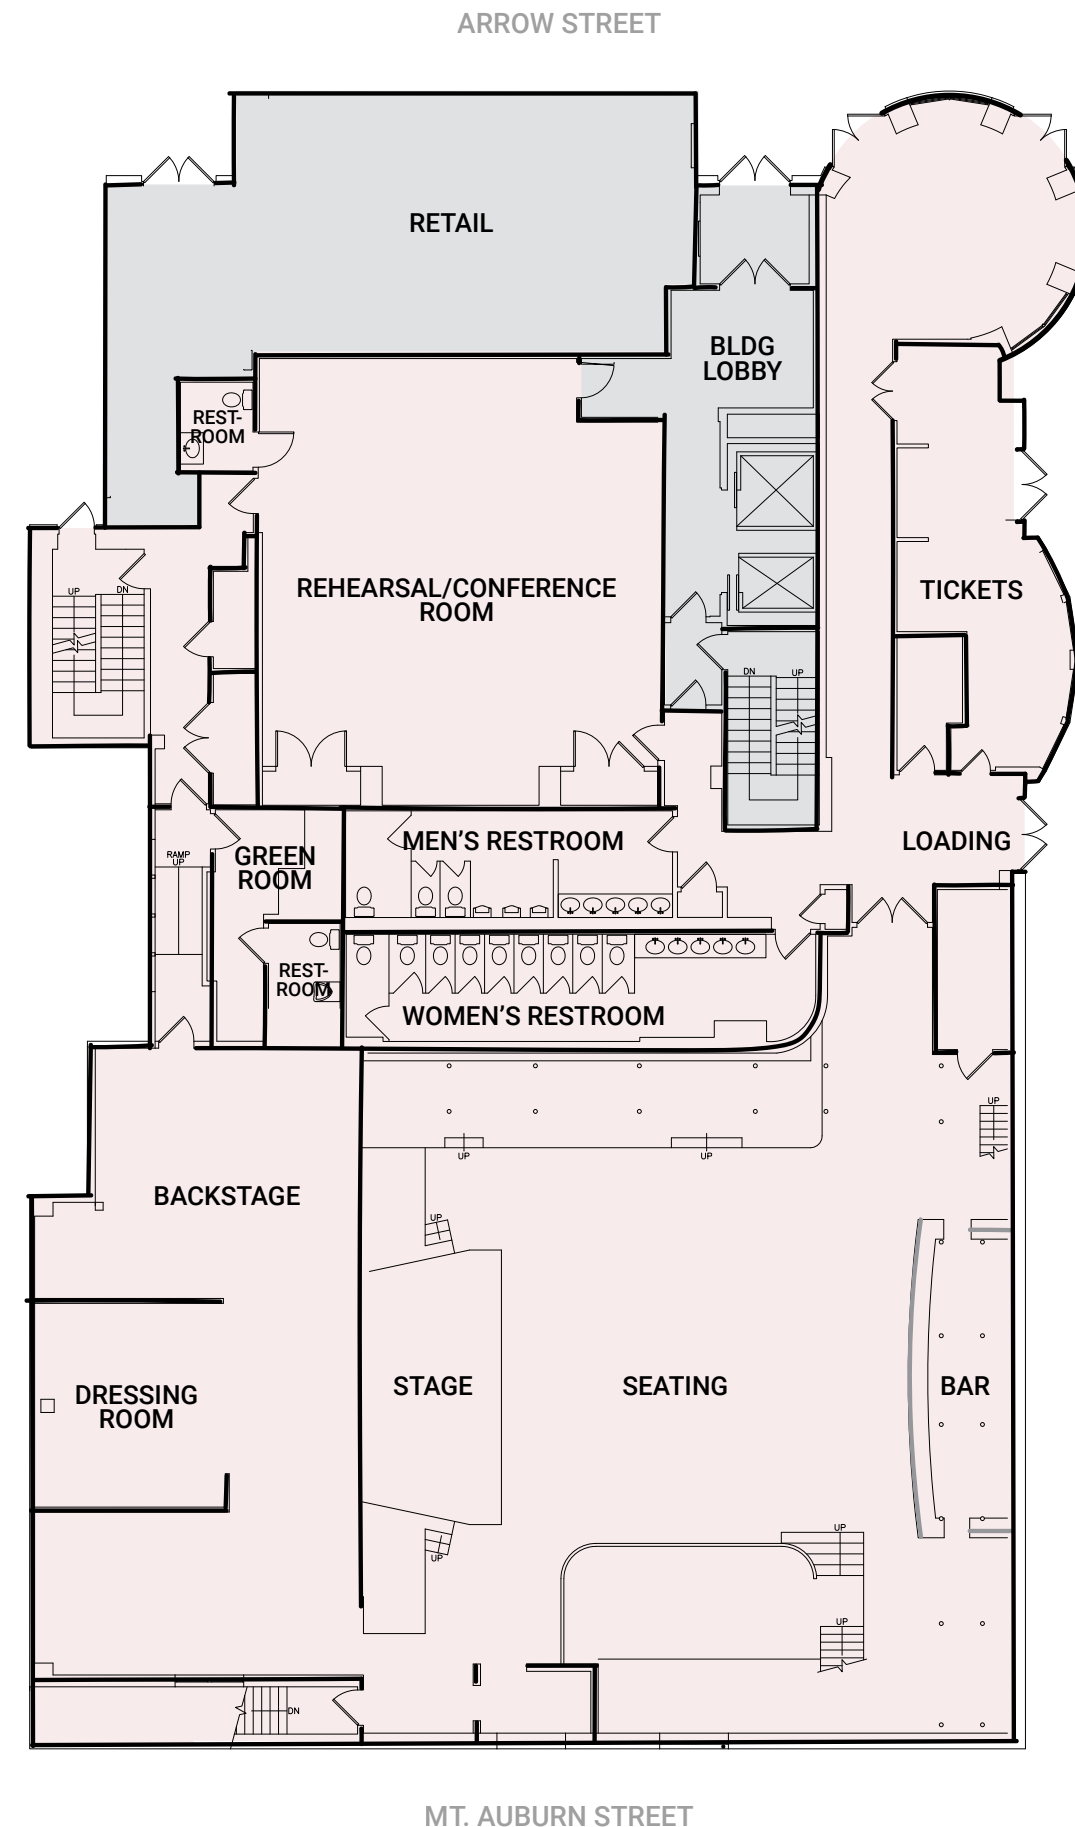 ARROW STREET
RETAIL
BLDG
LOBBY
REST-
ROOM
REHEARSAL/CONFERENCE
ROOM
TICKETS
UP
DN
DN
UP
MEN'S RESTROOM
LOADING
RAMP
UP
GREEN
ROOM
REST-
ROOM
WOMEN'S RESTROOM
UP
UP
UP
BACKSTAGE
UP
DRESSING
ROOM
STAGE
SEATING
BAR
UP
UP
UP
DN
MT. AUBURN STREET